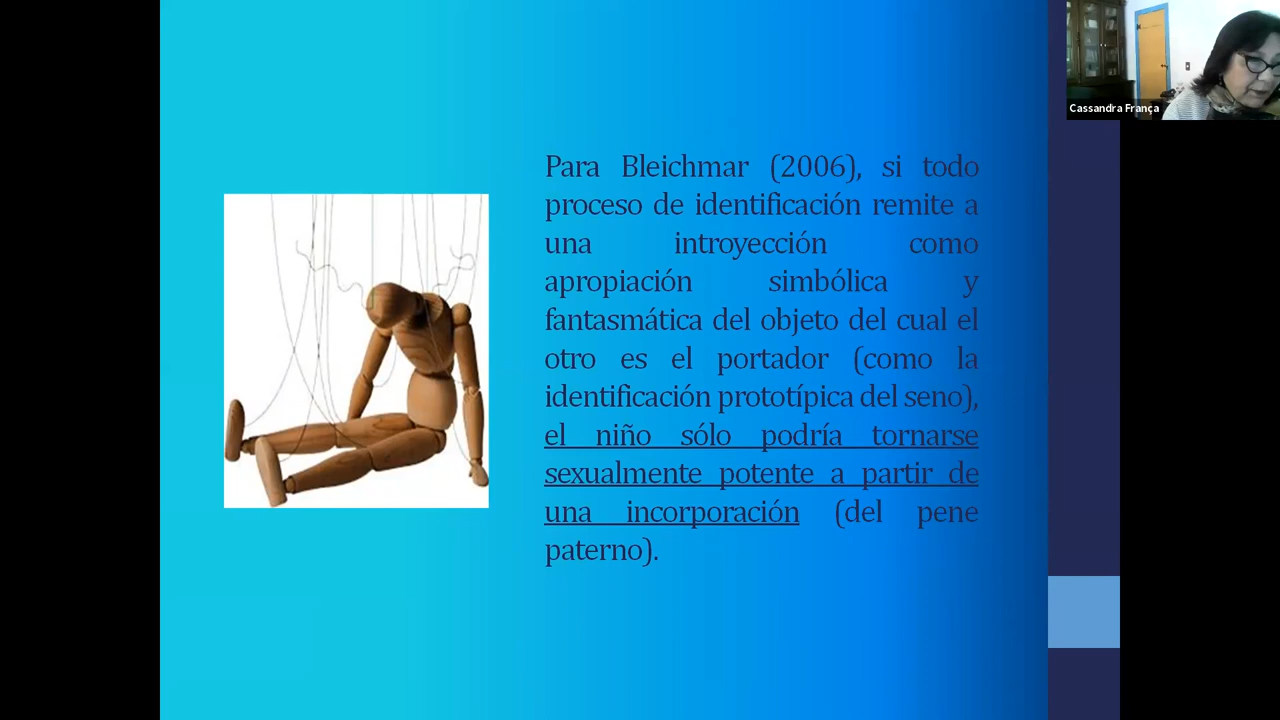 Cassandra França
Para Bleichmar (2006), si todo
proceso de identificación remite a
una introyección como
apropiación simbólica y
fantasmática del objeto del cual el
otro es el portador (como la
identificación prototípica del seno),
el niño sólo podría tornarse
sexualmente potente a partir de
una incorporación (del pene
paterno).